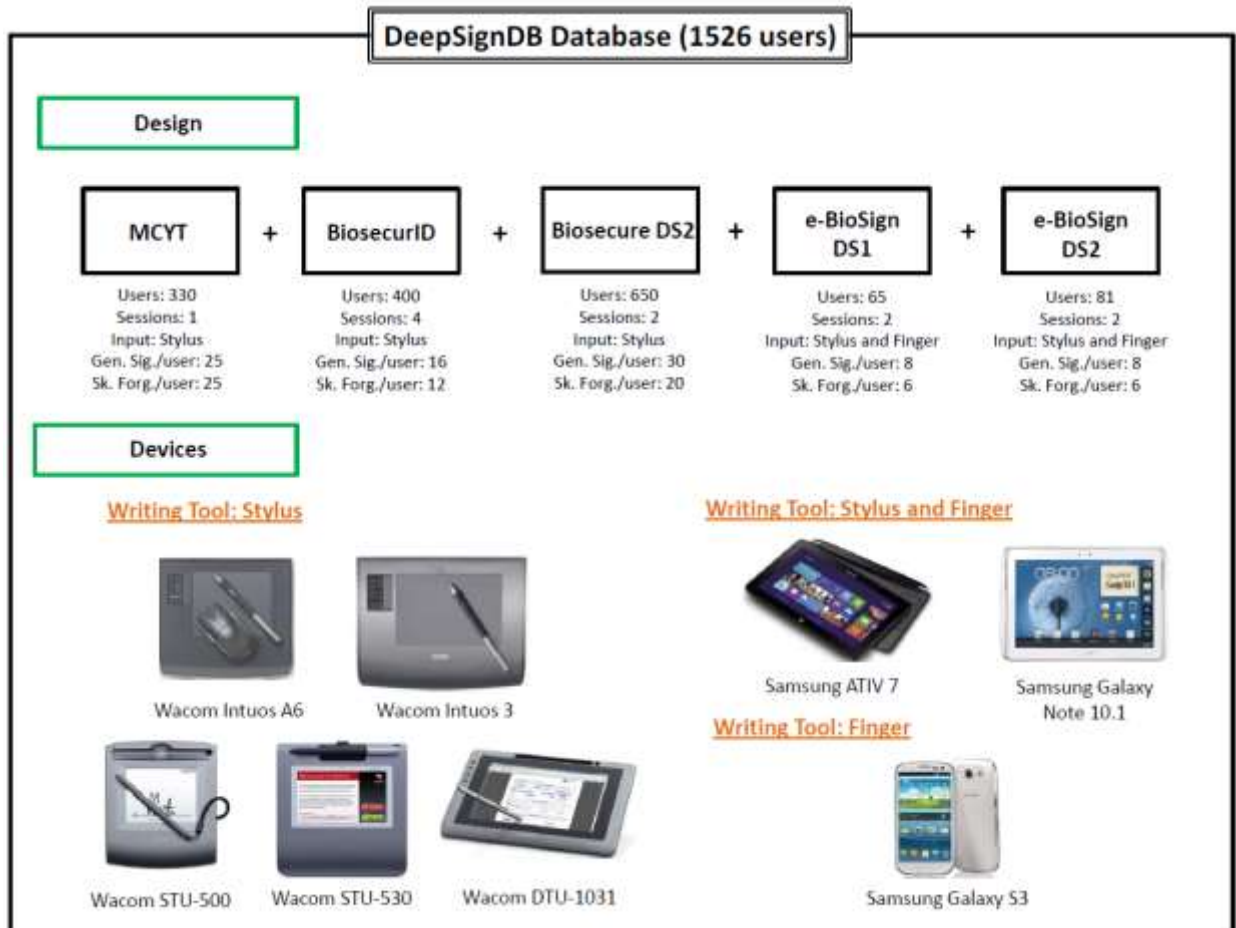 DeepSignDB Database (1526 users)
Design
MCYT
+
BiosecurID
+
Biosecure DS2
+
e-BioSign
DS1
+
e-BioSign
DS2
Users: 330
Sessions: 1
Input: Stylus
Gen. Sig./user: 25
Sk. Forg./user: 25
Users: 400
Sessions: 4
Input: Stylus
Gen. Sig./user: 16
Sk. Forg./user: 12
Users: 650
Sessions: 2
Input: Stylus
Gen. Sig./user: 30
Sk. Forg./user: 20
Users: 65
Sessions: 2
Input: Stylus and Finger
Gen. Sig./user: 8
Sk. Forg./user: 6
Users: 81
Sessions: 2
Input: Stylus and Finger
Gen. Sig./user: 8
Sk. Forg./user: 6
Devices
Writing Tool: Stylus
Wacom Intuos A6
Wacom Intuos 3
Wacom STU-500
Wacom STU-530
Wacom DTU-1031
Writing Tool: Stylus and Finger
Samsung ATIV 7
Samsung Galaxy
Note 10.1
Writing Tool: Finger
Samsung Galaxy S3